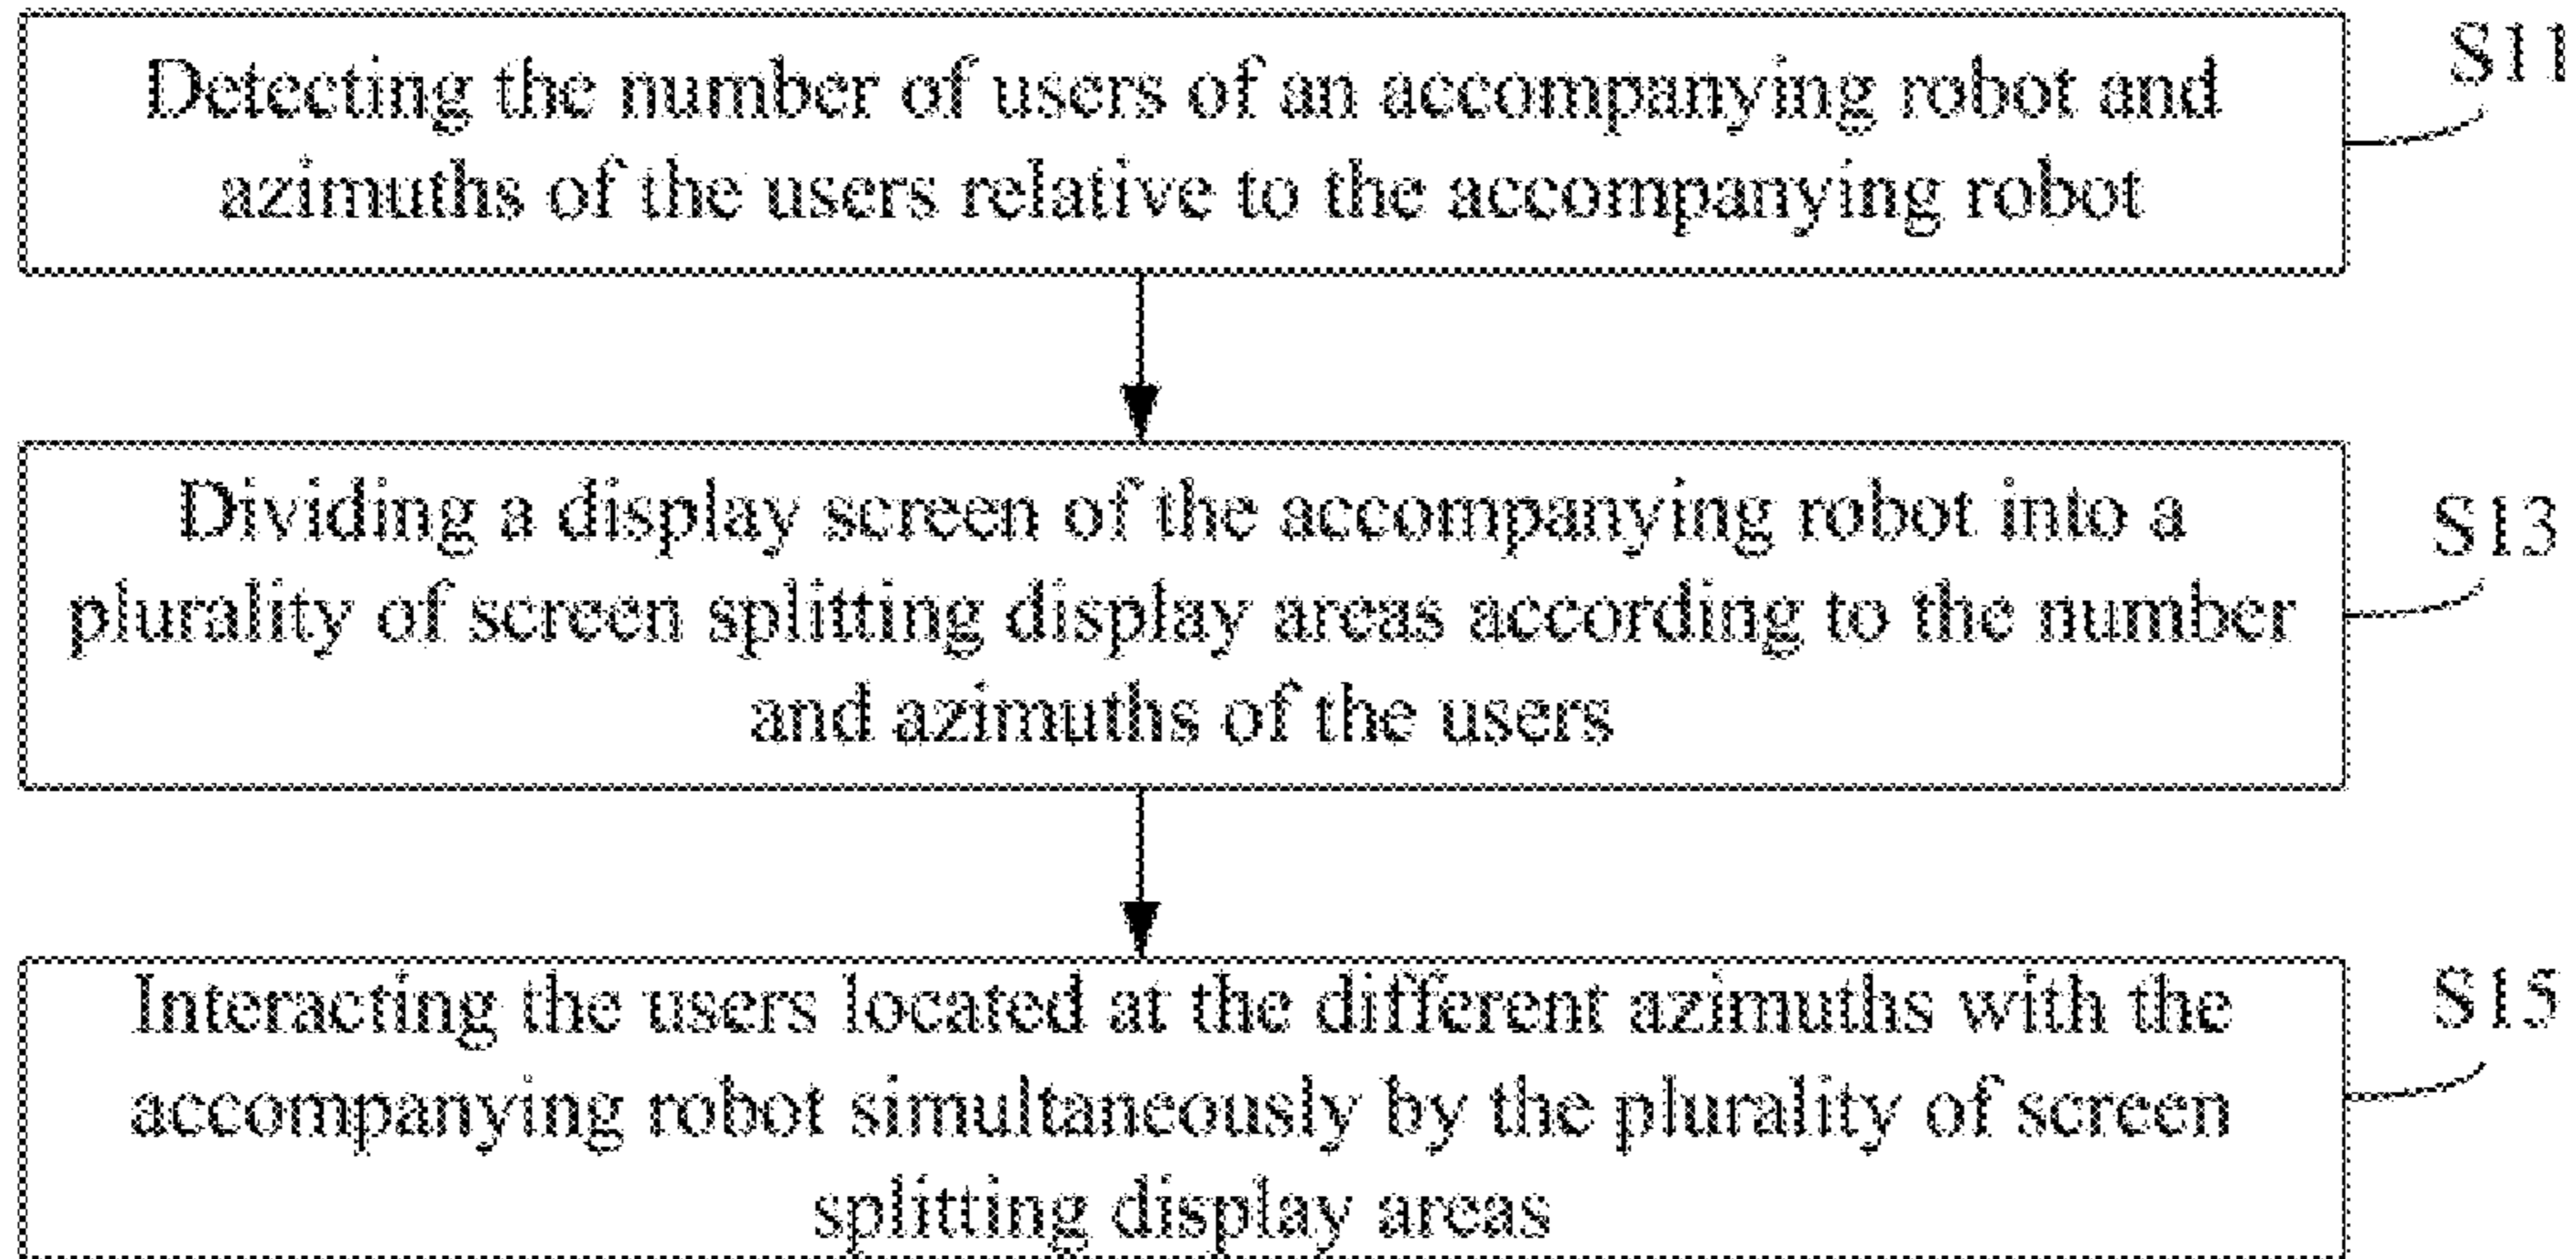 Detecting the number of users of an accompanying robot and
azimuths of the users relative to the accompanying robot
S11
Dividing a display screen of the accompanying robot into a
plurality of screen splitting display areas according to the number
and azimuths of the users
S13
Interacting the users located at the different azimuths with the
accompanying robot simultaneously by the plurality of screen
splitting display areas
S15